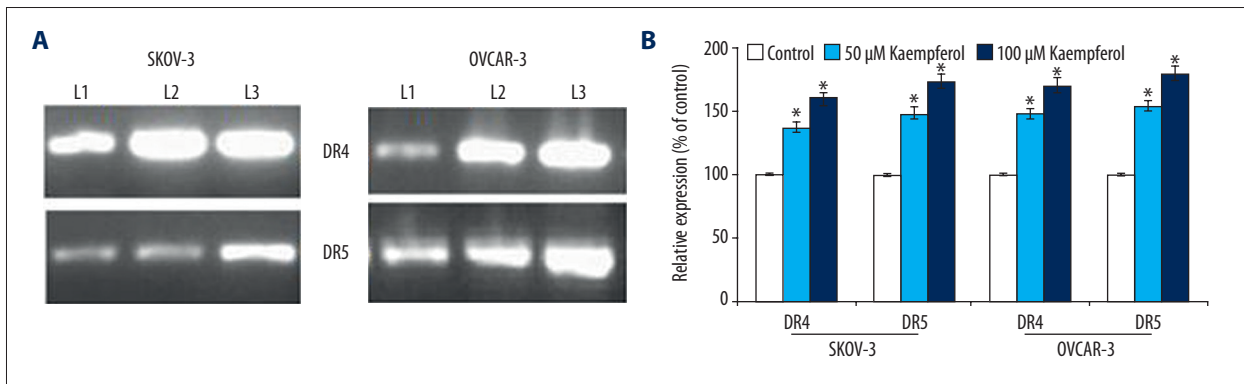 A
SKOV-3
L1 L2 L3
OVCAR-3
L1 L2 L3
DR4
DR5
B
Relative expression (% of control)
200
150
100
50
0
Control 50 µM Kaempferol 100 µM Kaempferol
* * * * * * * *
DR4 DR5 DR4 DR5
SKOV-3 OVCAR-3